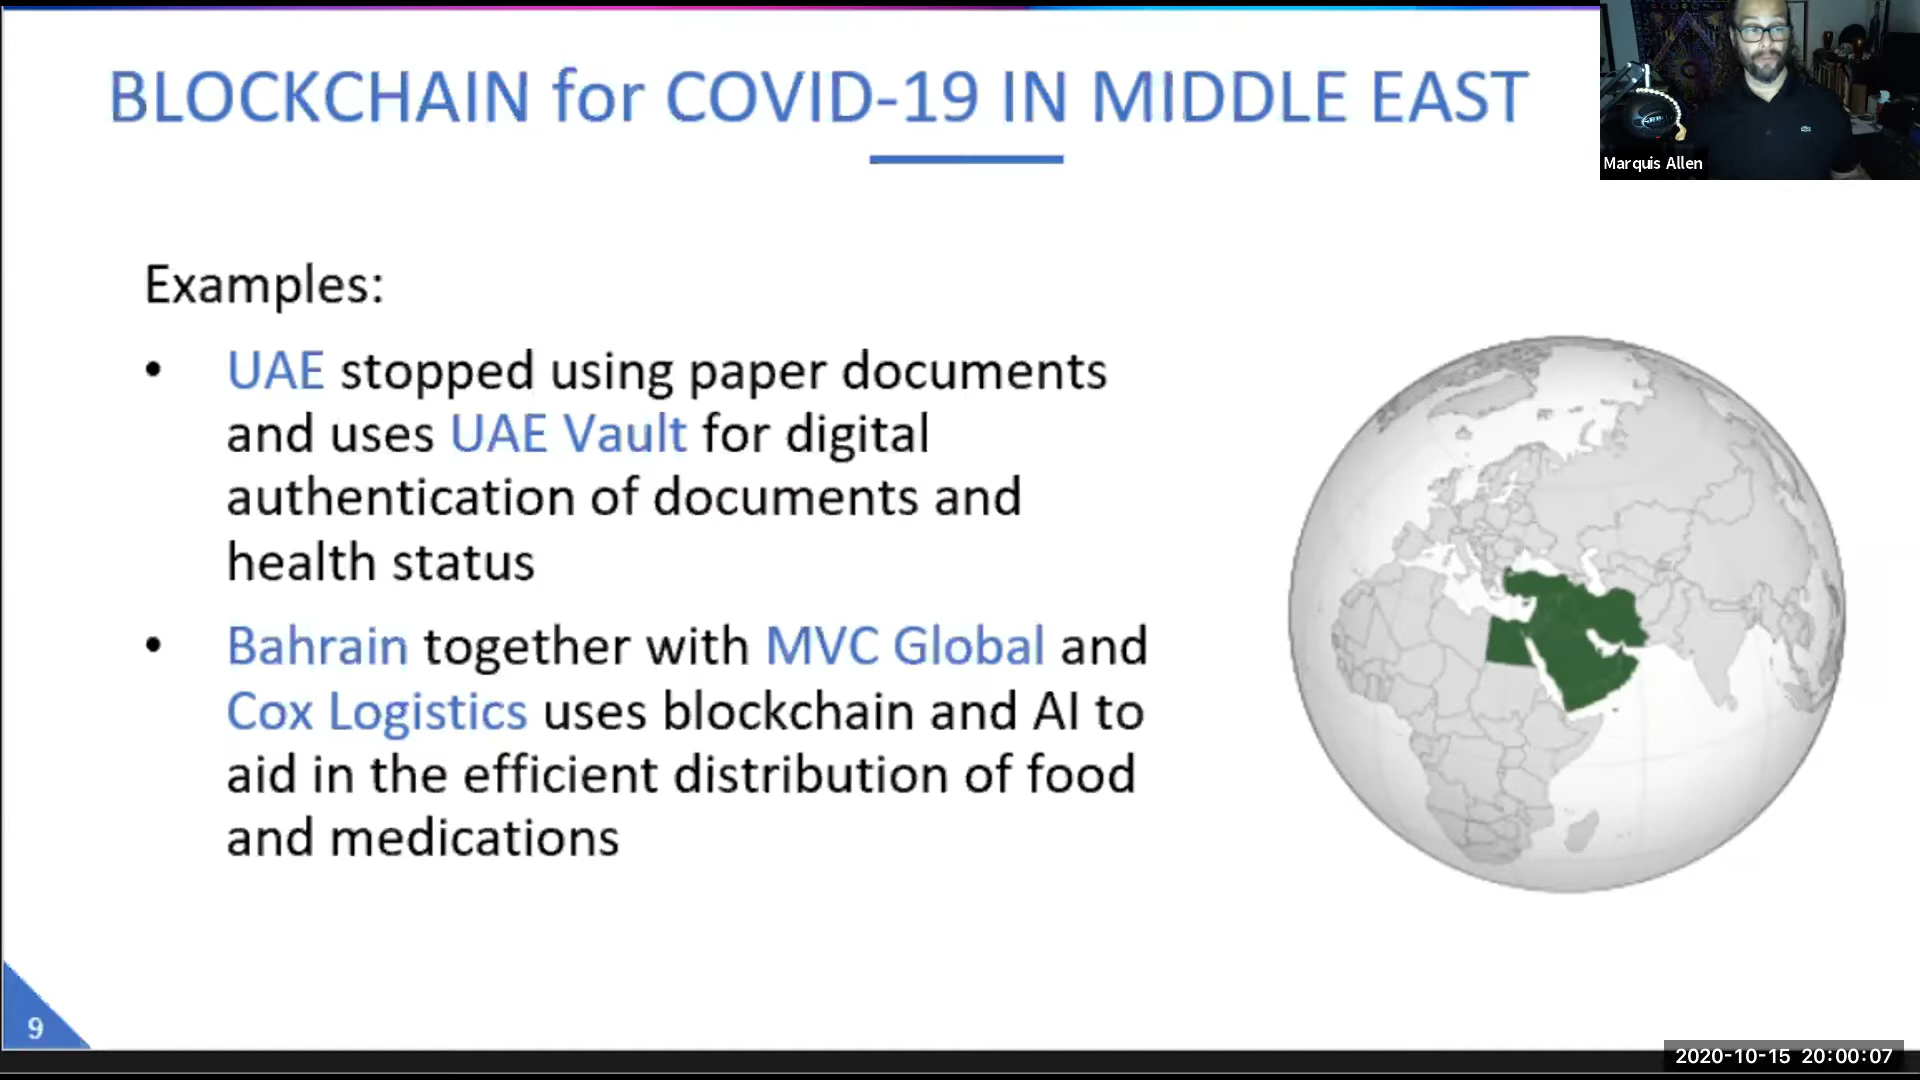 BLOCKCHAIN for COVID-19 IN MIDDLE EAST
Marquis Allen
Examples:
• UAE stopped using paper documents
and uses UAE Vault for digital
authentication of documents and
health status
• Bahrain together with MVC Global and
Cox Logistics uses blockchain and AI to
aid in the efficient distribution of food
and medications
9
2020-10-15 20:00:07